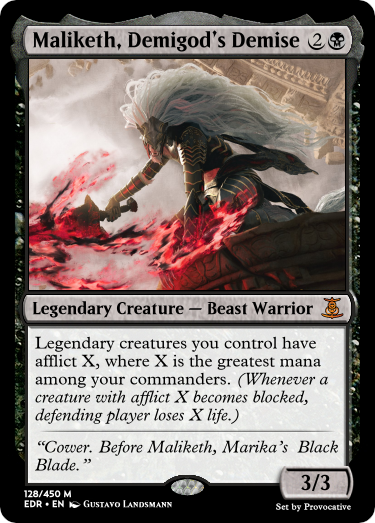 Maliketh, Demigod's Demise 2
Legendary Creature — Beast Warrior
Legendary creatures you control have
afflict X, where X is the greatest mana
among your commanders. (Whenever a
creature with afflict X becomes blocked,
defending player loses X life.)
"Cower. Before Maliketh, Marika's Black
Blade."
3/3
128/450 M
EDR • EN Gustavo Landsmann
Set by Provocative